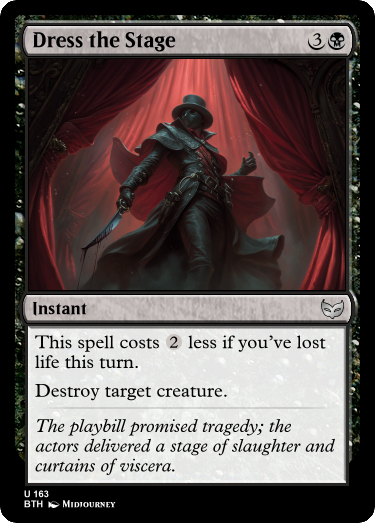 Dress the Stage 3
Instant
This spell costs 2 less if you've lost
life this turn.
Destroy target creature.
The playbill promised tragedy; the
actors delivered a stage of slaughter and
curtains of viscera.
U 163
BTH Midjourney